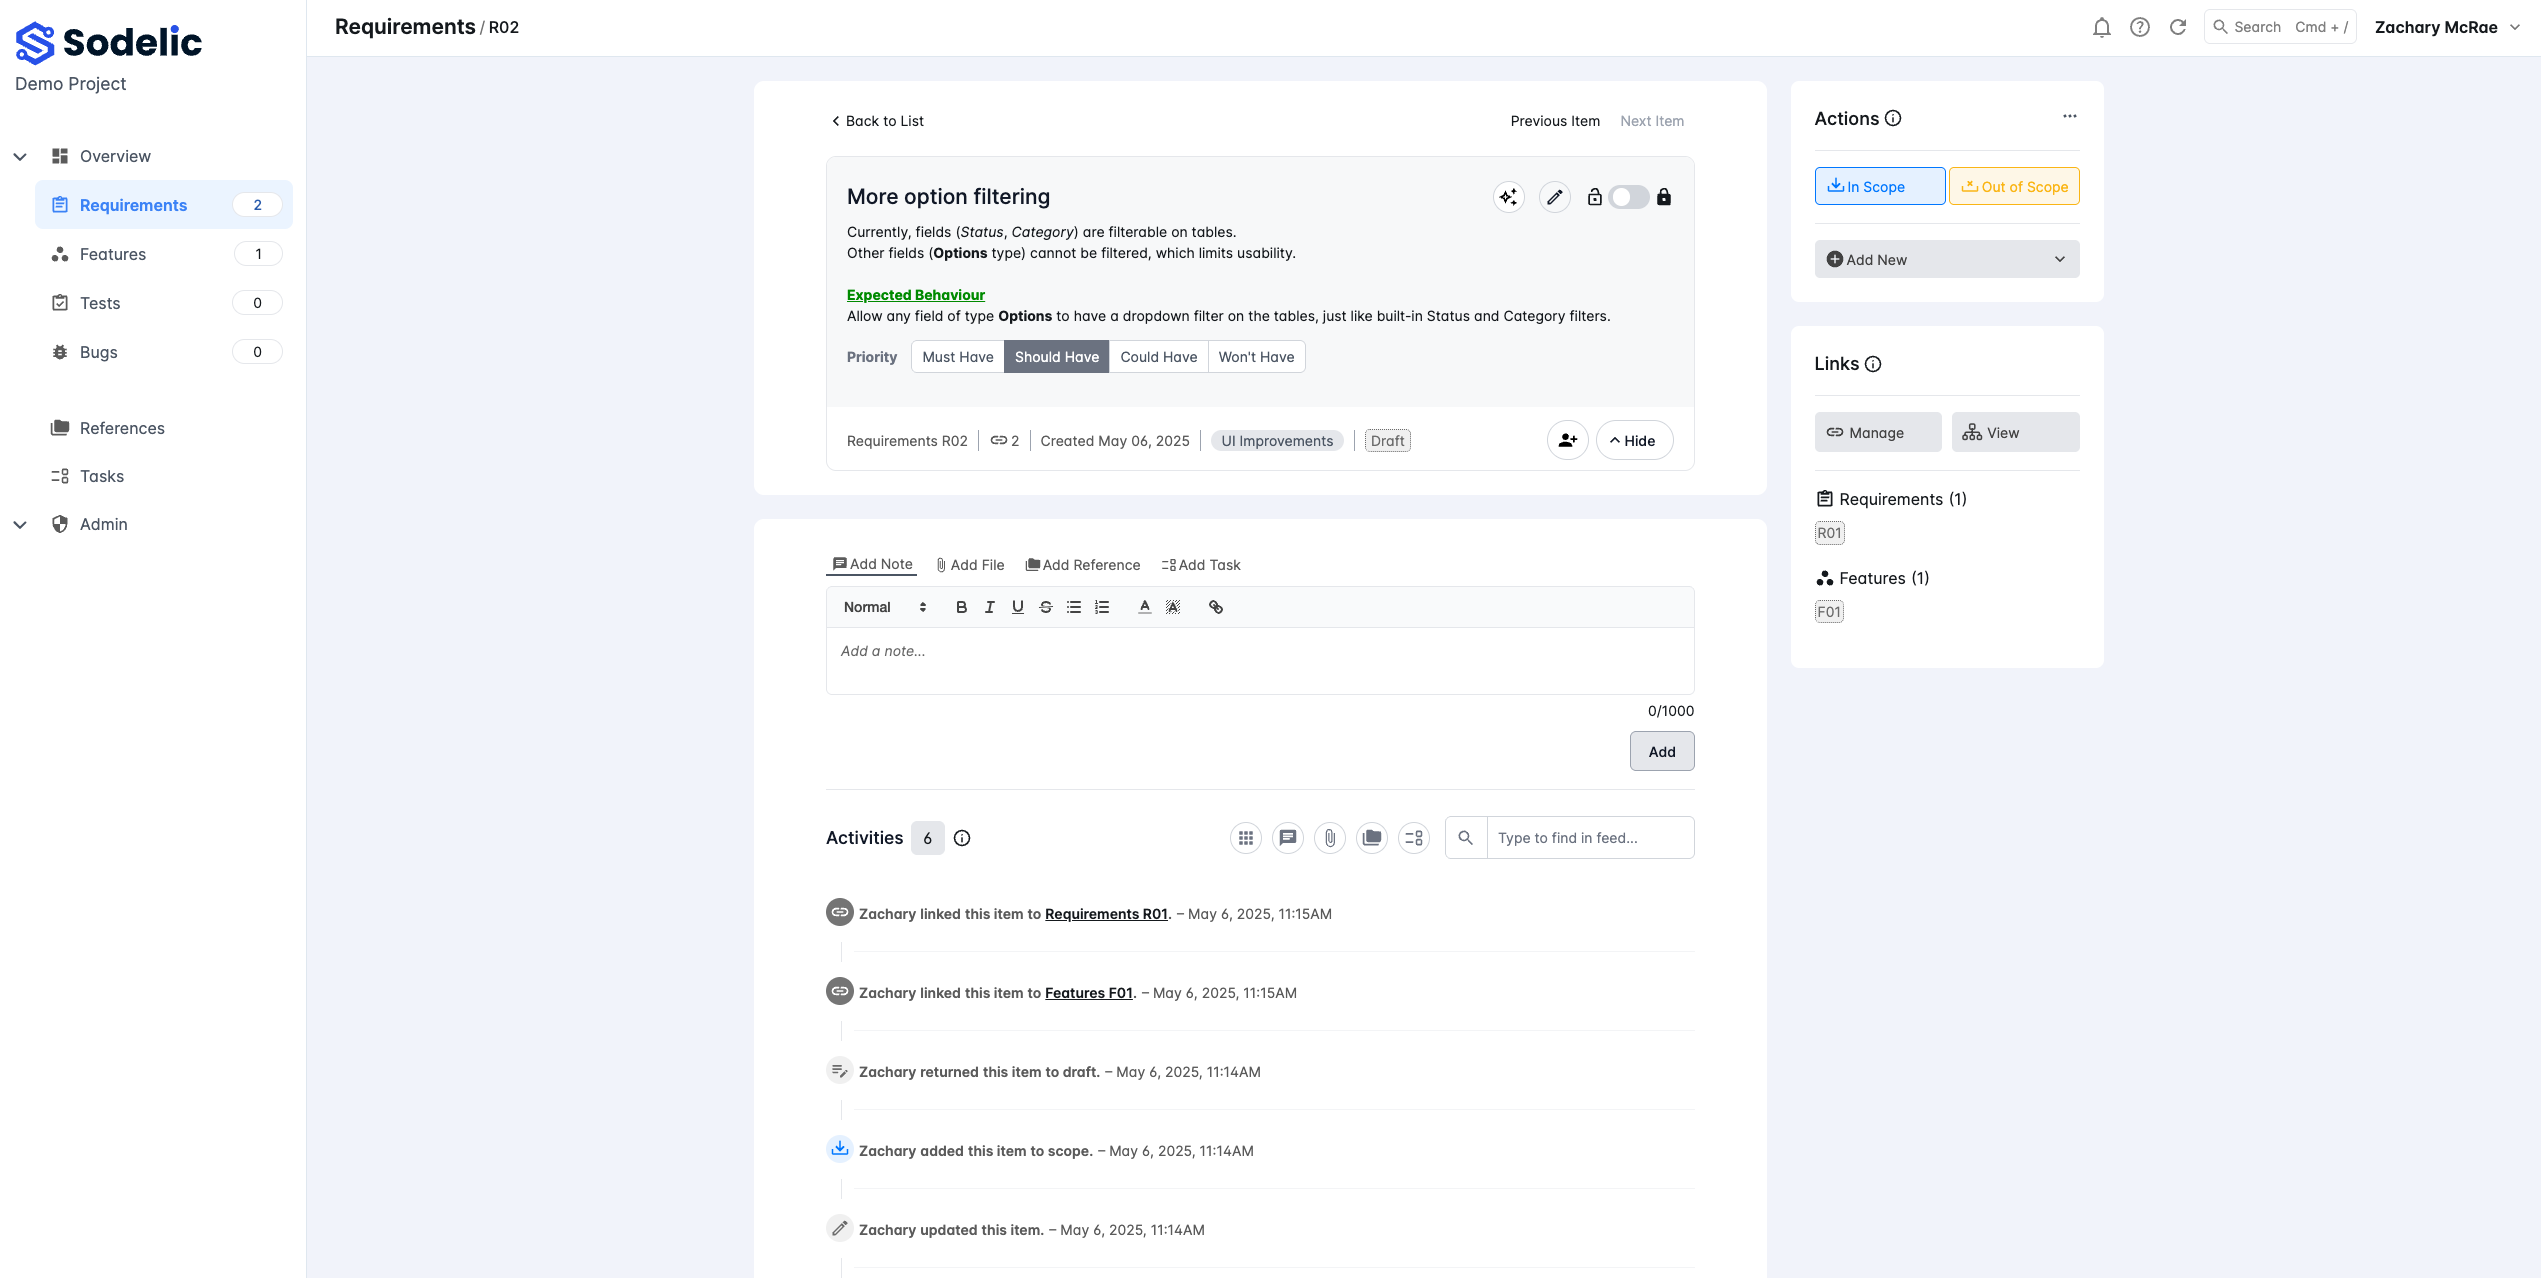 Sodelic
Demo Project
Overview
Requirements 2
Features 1
Tests 0
Bugs 0
References
Tasks
Admin
Requirements / R02
Search Cmd + /
Zachary McRae
Back to List
Previous Item Next Item
More option filtering
Currently, fields (Status, Category) are filterable on tables.
Other fields (Options type) cannot be filtered, which limits usability.
Expected Behaviour
Allow any field of type Options to have a dropdown filter on the tables, just like built-in Status and Category filters.
Priority Must Have Should Have Could Have Won't Have
Requirements R02 2 Created May 06, 2025 UI Improvements Draft Hide
Add Note Add File Add Reference Add Task
Normal B I U S A A
Add a note...
0/1000
Add
Activities 6 Type to find in feed...
Zachary linked this item to Requirements R01. – May 6, 2025, 11:15AM
Zachary linked this item to Features F01. – May 6, 2025, 11:15AM
Zachary returned this item to draft. – May 6, 2025, 11:14AM
Zachary added this item to scope. – May 6, 2025, 11:14AM
Zachary updated this item. – May 6, 2025, 11:14AM
Actions
In Scope Out of Scope
Add New
Links
Manage View
Requirements (1)
R01
Features (1)
F01